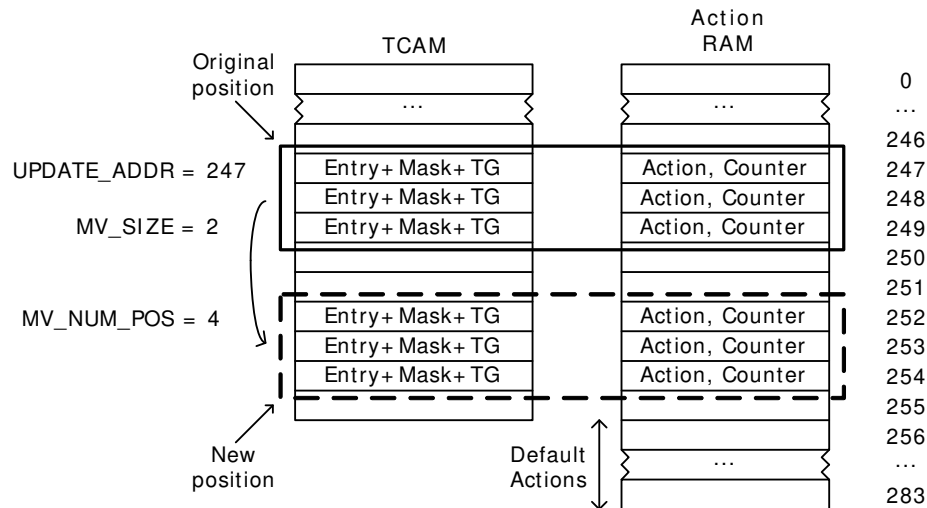 Action
RAM
TCAM
Original
position
0
...
...
...
246
UPDATE_ADDR = 247
Entry+ Mask+ TG
Action, Counter
247
Entry+ Mask+ TG
Action, Counter
248
MV_SIZE = 2
Entry+ Mask+ TG
Action, Counter
249
250
251
MV_NUM_POS = 4
Entry+ Mask+ TG
Action, Counter
252
Entry+ Mask+ TG
Action, Counter
253
Entry+ Mask+ TG
Action, Counter
254
255
New
position
Default
Actions
256
...
...
283